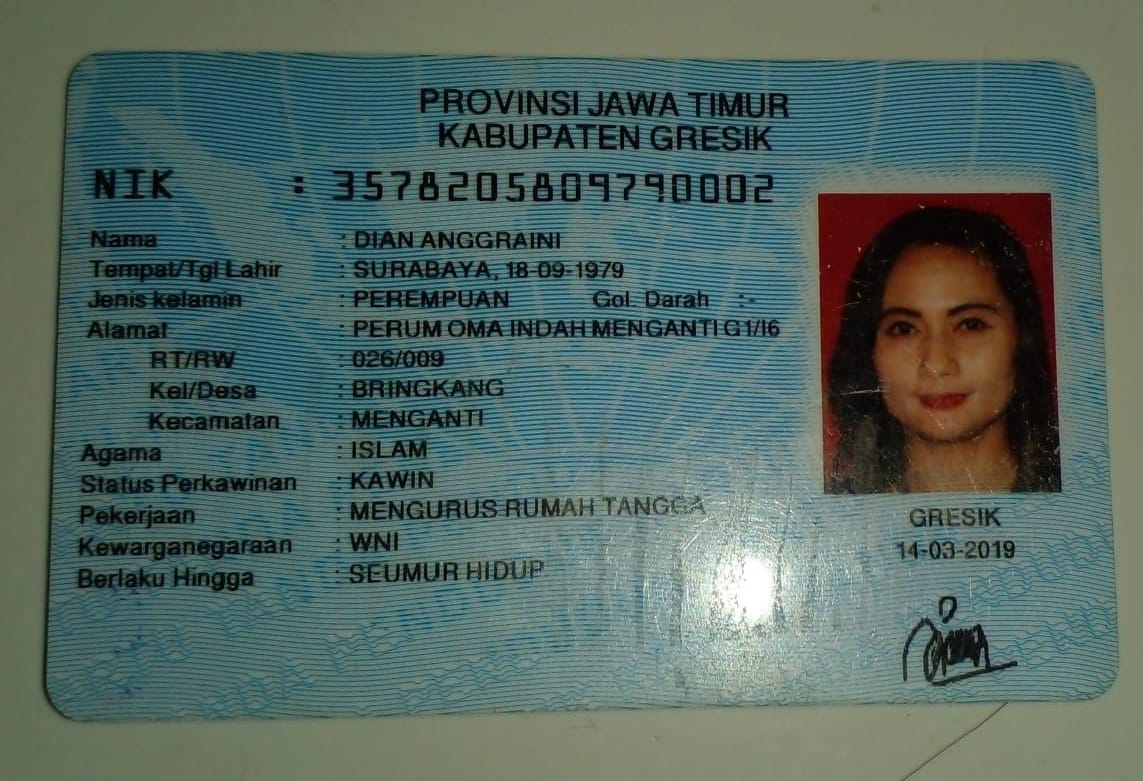 PROVINSI JAWA TIMUR
KABUPATEN GRESIK
NIK : 3578205809790002
Nama : DIAN ANGGRAINI
Tempat/Tgl Lahir : SURABAYA, 18-09-1979
Jenis kelamin : PEREMPUAN Gol. Darah :-
Alamat : PERUM OMA INDAH MENGANTI G1/I6
RT/RW : 026/009
Kel/Desa : BRINGKANG
Kecamatan : MENGANTI
Agama : ISLAM
Status Perkawinan : KAWIN
Pekerjaan : MENGURUS RUMAH TANGGA
Kewarganegaraan : WNI
Berlaku Hingga : SEUMUR HIDUP
GRESIK
14-03-2019